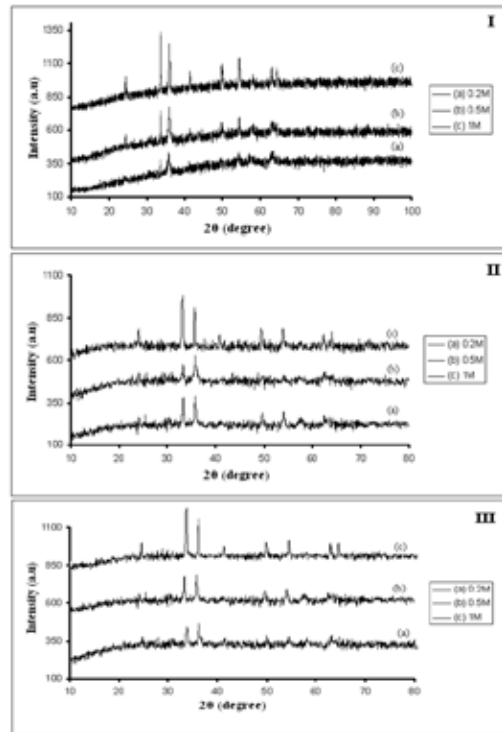 I
1350
1100
850
600
350
100
Intensity (a.u)
(c)
(b)
(a)
(a) 0.2M
(b) 0.5M
(c) 1M
10 20 30 40 50 60 70 80 90 100
2θ (degree)
II
1100
850
600
350
100
Intensity (a.u)
(c)
(b)
(a)
(a) 0.2M
(b) 0.5M
(c) 1M
10 20 30 40 50 60 70 80
2θ (degree)
III
1100
850
600
350
100
Intensity (a.u)
(c)
(b)
(a)
(a) 0.2M
(b) 0.5M
(c) 1M
10 20 30 40 50 60 70 80
2θ (degree)